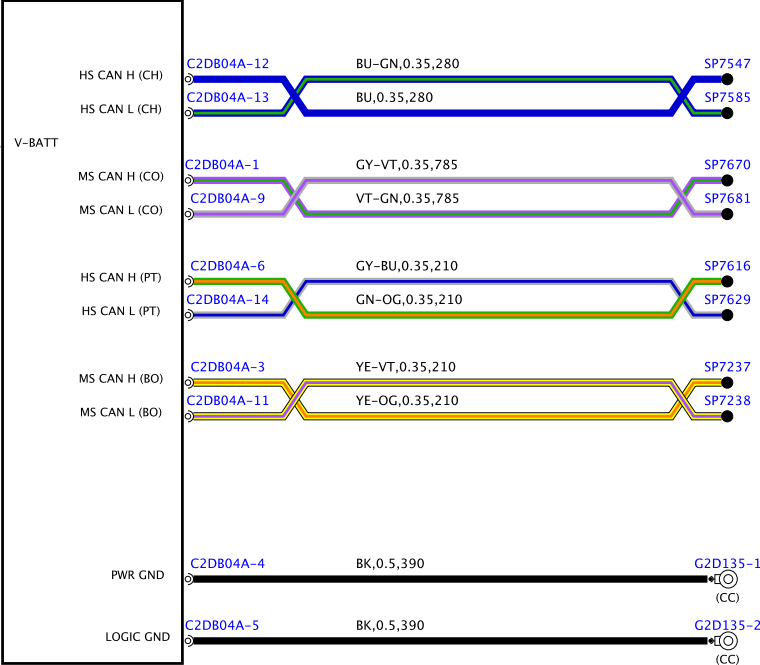 C2DB04A-12 BU-GN,0.35,280 SP7547
HS CAN H (CH)
C2DB04A-13 BU,0.35,280 SP7585
HS CAN L (CH)
V-BATT
C2DB04A-1 GY-VT,0.35,785 SP7670
MS CAN H (CO)
C2DB04A-9 VT-GN,0.35,785 SP7681
MS CAN L (CO)
C2DB04A-6 GY-BU,0.35,210 SP7616
HS CAN H (PT)
C2DB04A-14 GN-OG,0.35,210 SP7629
HS CAN L (PT)
C2DB04A-3 YE-VT,0.35,210 SP7237
MS CAN H (BO)
C2DB04A-11 YE-OG,0.35,210 SP7238
MS CAN L (BO)
C2DB04A-4 BK,0.5,390 G2D135-1
PWR GND
(CC)
C2DB04A-5 BK,0.5,390 G2D135-2
LOGIC GND
(CC)